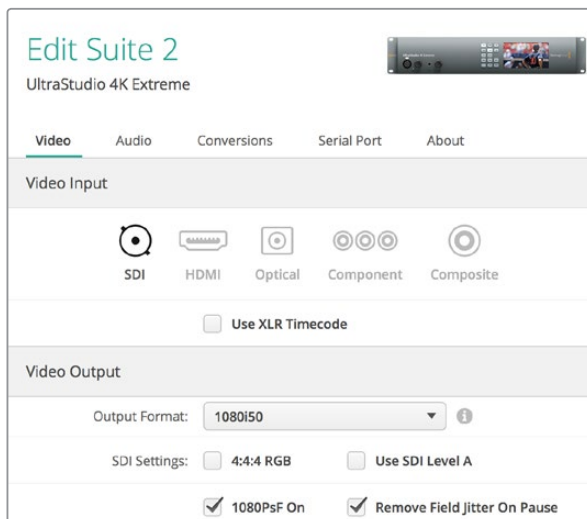 Edit Suite 2
UltraStudio 4K Extreme
Video Audio Conversions Serial Port About
Video Input
SDI HDMI Optical Component Composite
Use XLR Timecode
Video Output
Output Format: 1080i50
SDI Settings: 4:4:4 RGB Use SDI Level A
1080PsF On Remove Field Jitter On Pause